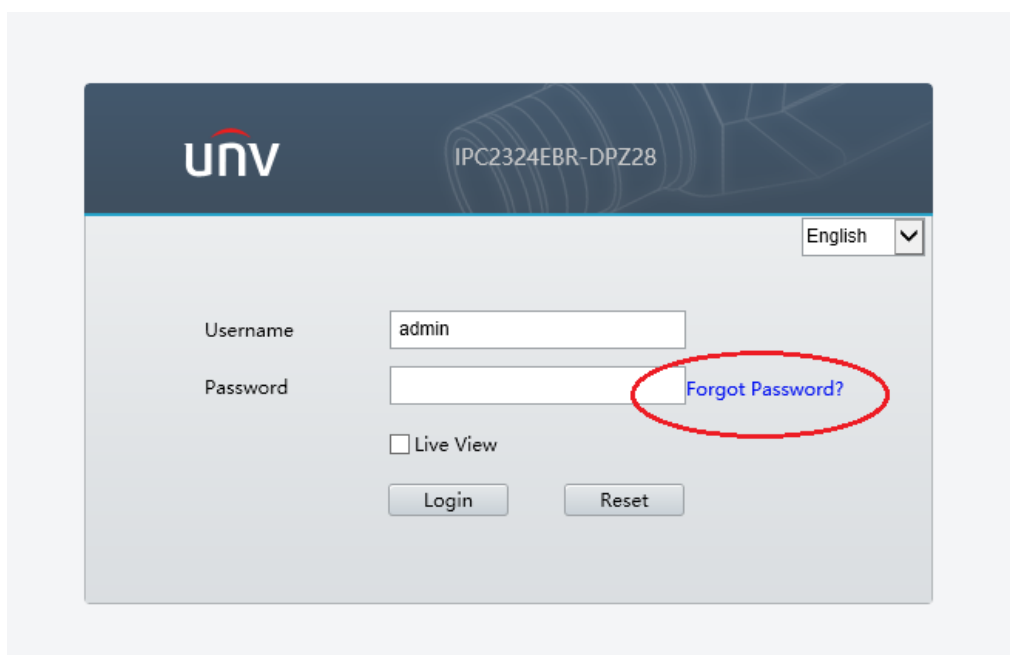 unv
IPC2324EBR-DPZ28
English
Username admin
Password Forgot Password?
Live View
Login Reset